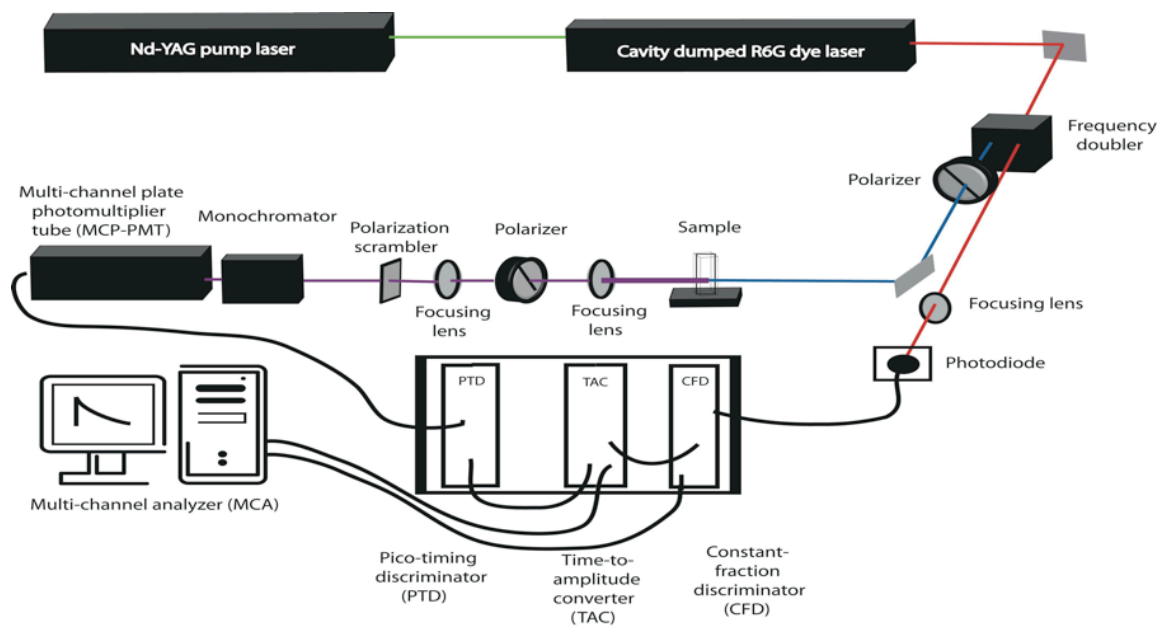 Nd-YAG pump laser
Cavity dumped R6G dye laser
Frequency
doubler
Polarizer
Multi-channel plate
photomultiplier
tube (MCP-PMT)
Monochromator
Polarization
scrambler
Polarizer
Sample
Focusing
lens
Focusing
lens
Focusing lens
Photodiode
PTD
TAC
CFD
Multi-channel analyzer (MCA)
Pico-timing
discriminator
(PTD)
Time-to-
amplitude
converter
(TAC)
Constant-
fraction
discriminator
(CFD)